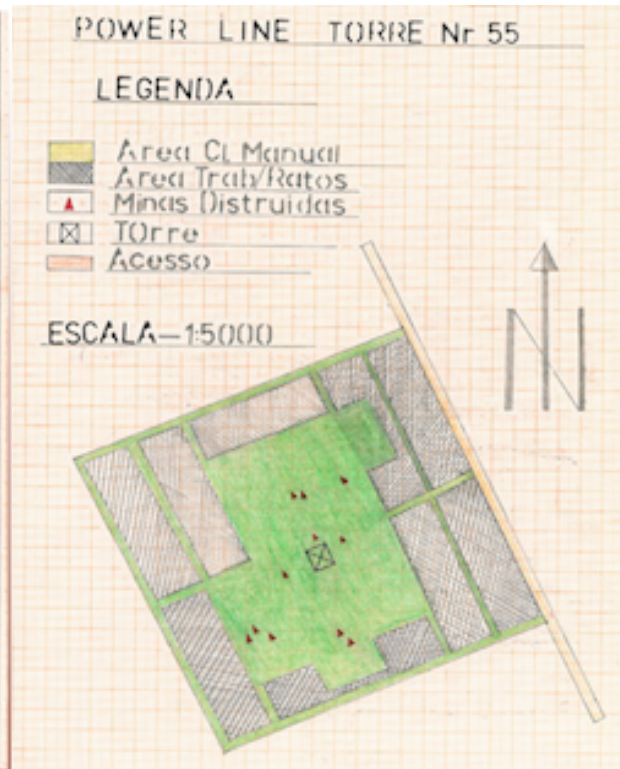 POWER LINE TORRE Nr 55
LEGENDA
Area CL Manual
Area Trab/Ratos
Minas Distruidas
TOrre
Acesso
ESCALA—1:5000
N